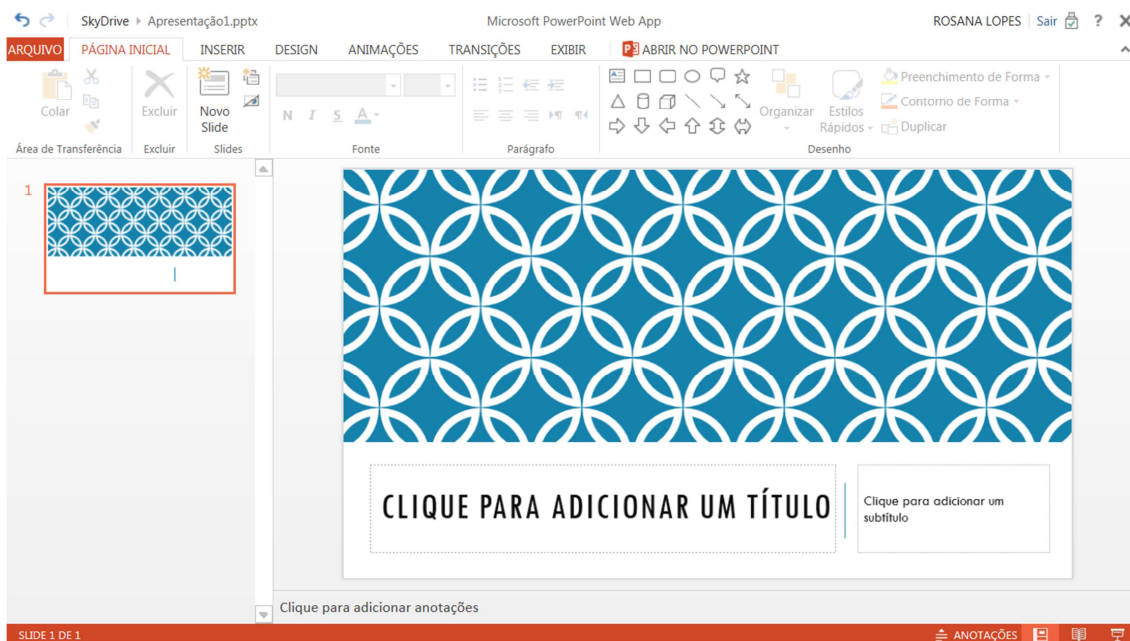 SkyDrive ▸ Apresentação1.pptx Microsoft PowerPoint Web App ROSANA LOPES Sair ?
ARQUIVO PÁGINA INICIAL INSERIR DESIGN ANIMAÇÕES TRANSIÇÕES EXIBIR ABRIR NO POWERPOINT
Colar
Excluir
Novo
Slide
N I S A
Organizar
Estilos
Rápidos
Preenchimento de Forma
Contorno de Forma
Duplicar
Área de Transferência Excluir Slides Fonte Parágrafo Desenho
1
CLIQUE PARA ADICIONAR UM TÍTULO
Clique para adicionar um
subtítulo
Clique para adicionar anotações
SLIDE 1 DE 1 ANOTAÇÕES